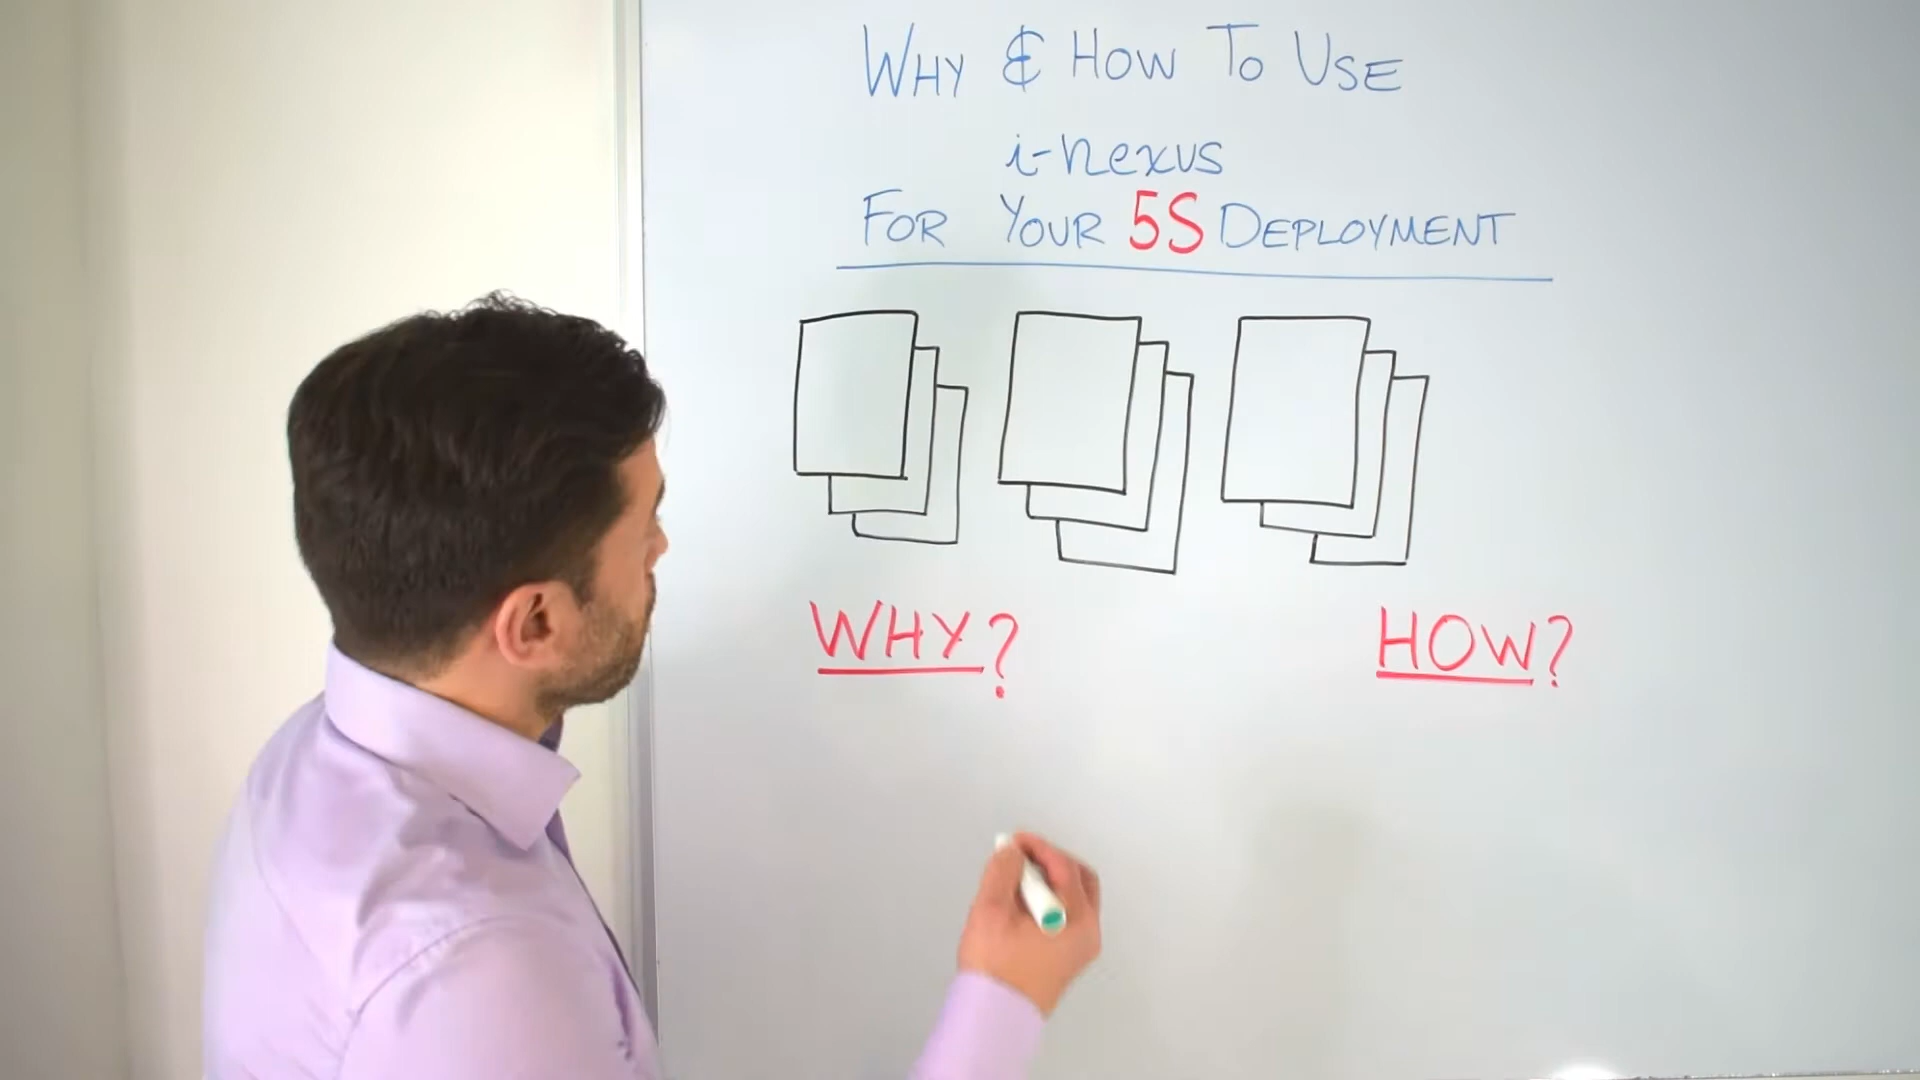 WHY & HOW TO USE
i-nexus
FOR YOUR 5S DEPLOYMENT
WHY?
HOW?